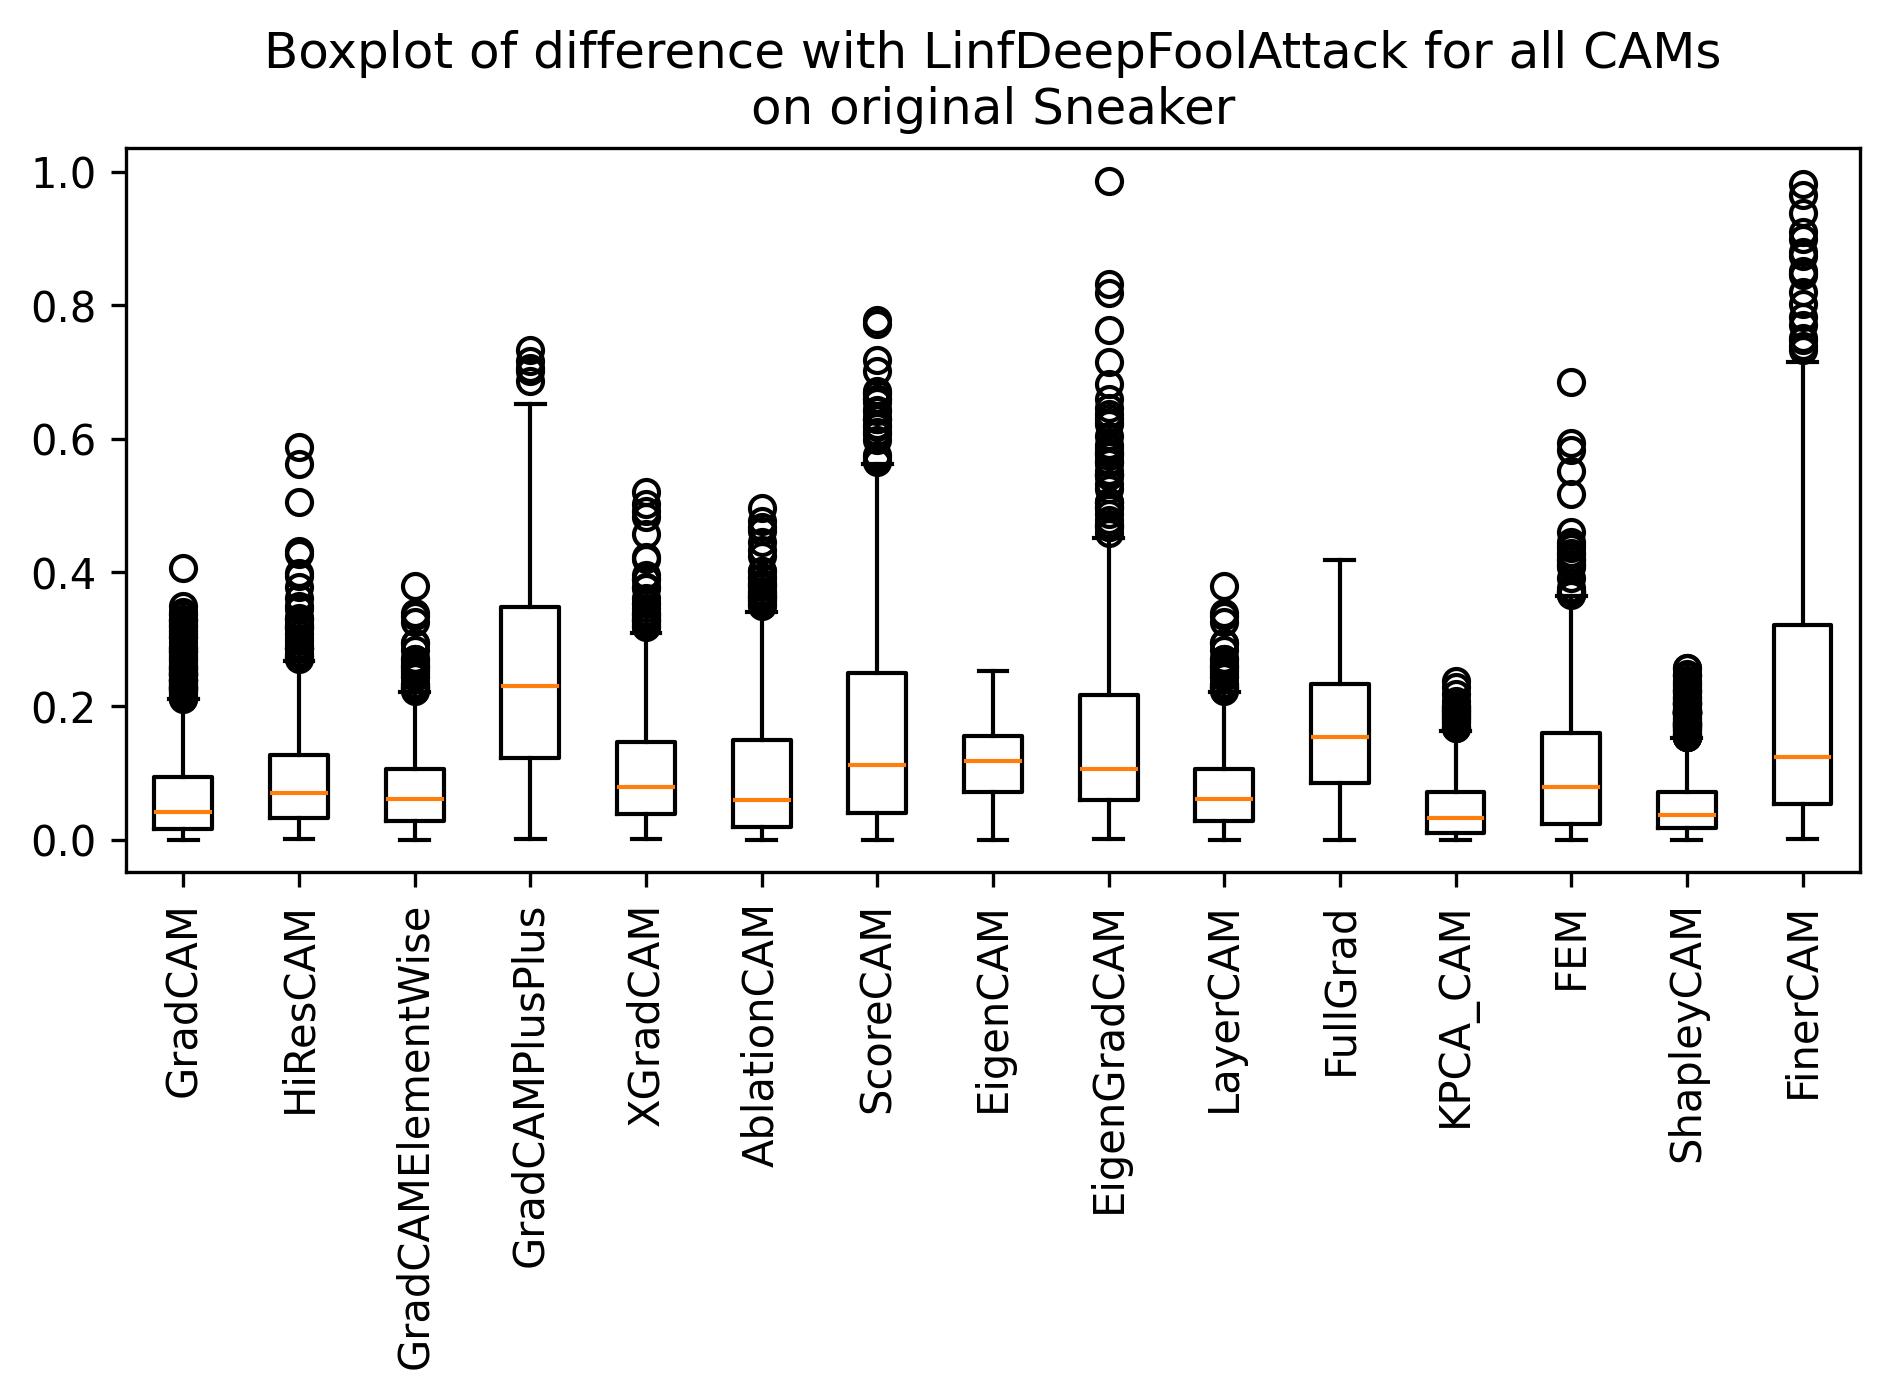 Boxplot of difference with LinfDeepFoolAttack for all CAMs
on original Sneaker
1.0
0.8
0.6
0.4
0.2
0.0
GradCAM
HiResCAM
GradCAMElementWise
GradCAMPlusPlus
XGradCAM
AblationCAM
ScoreCAM
EigenCAM
EigenGradCAM
LayerCAM
FullGrad
KPCA_CAM
FEM
ShapleyCAM
FinerCAM